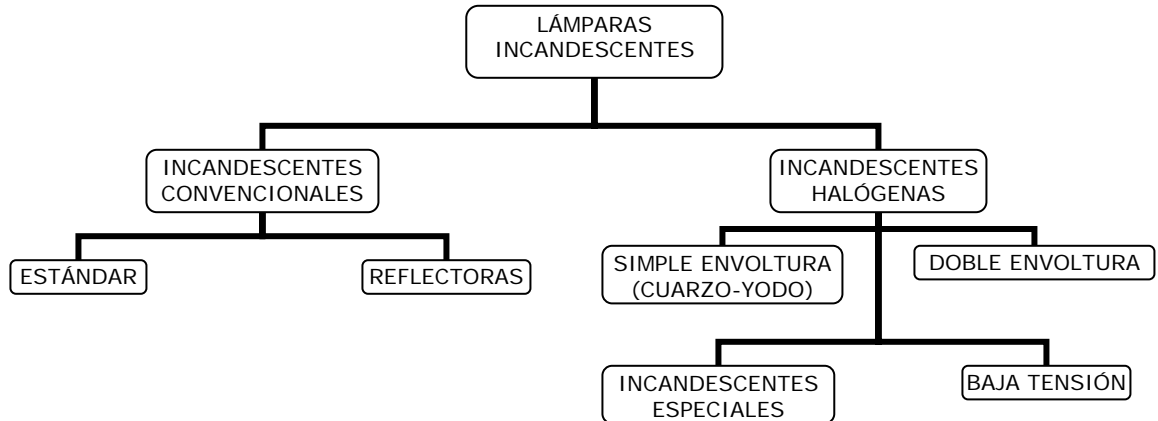 LÁMPARAS
INCANDESCENTES
INCANDESCENTES
CONVENCIONALES
INCANDESCENTES
HALÓGENAS
ESTÁNDAR
REFLECTORAS
SIMPLE ENVOLTURA
(CUARZO-YODO)
DOBLE ENVOLTURA
INCANDESCENTES
ESPECIALES
BAJA TENSIÓN